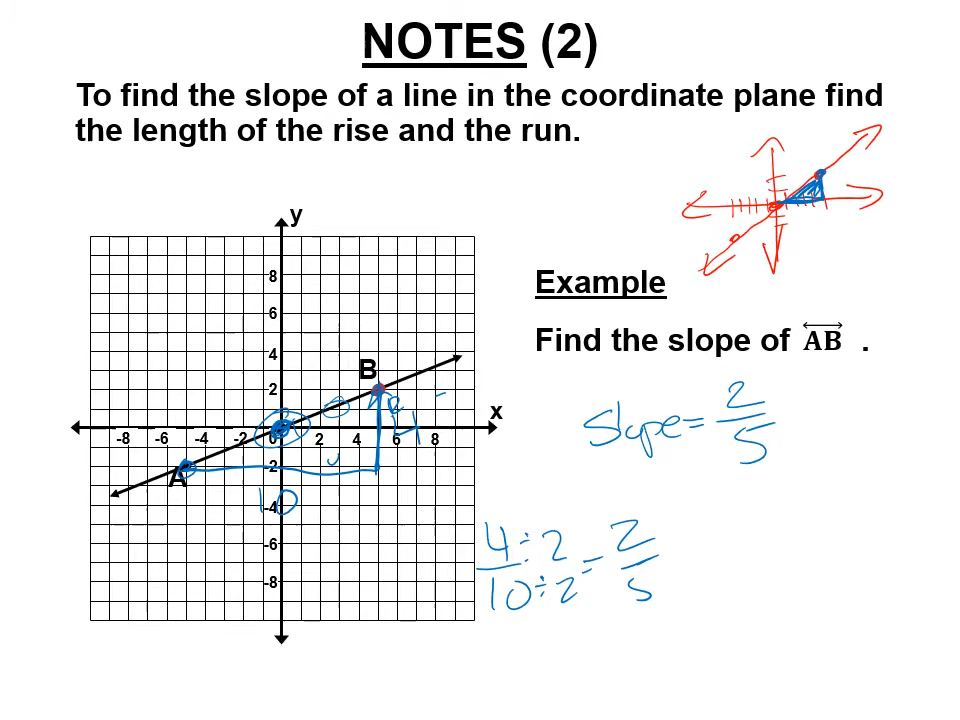 NOTES (2)
To find the slope of a line in the coordinate plane find
the length of the rise and the run.
y
8
6
4
2
B
x
-8 -6 -4 -2 0 2 4 6 8
-2
A
4
10
-4
-6
-8
Example
Find the slope of AB .
slope = 2/5
4÷2/10÷2 = 2/5